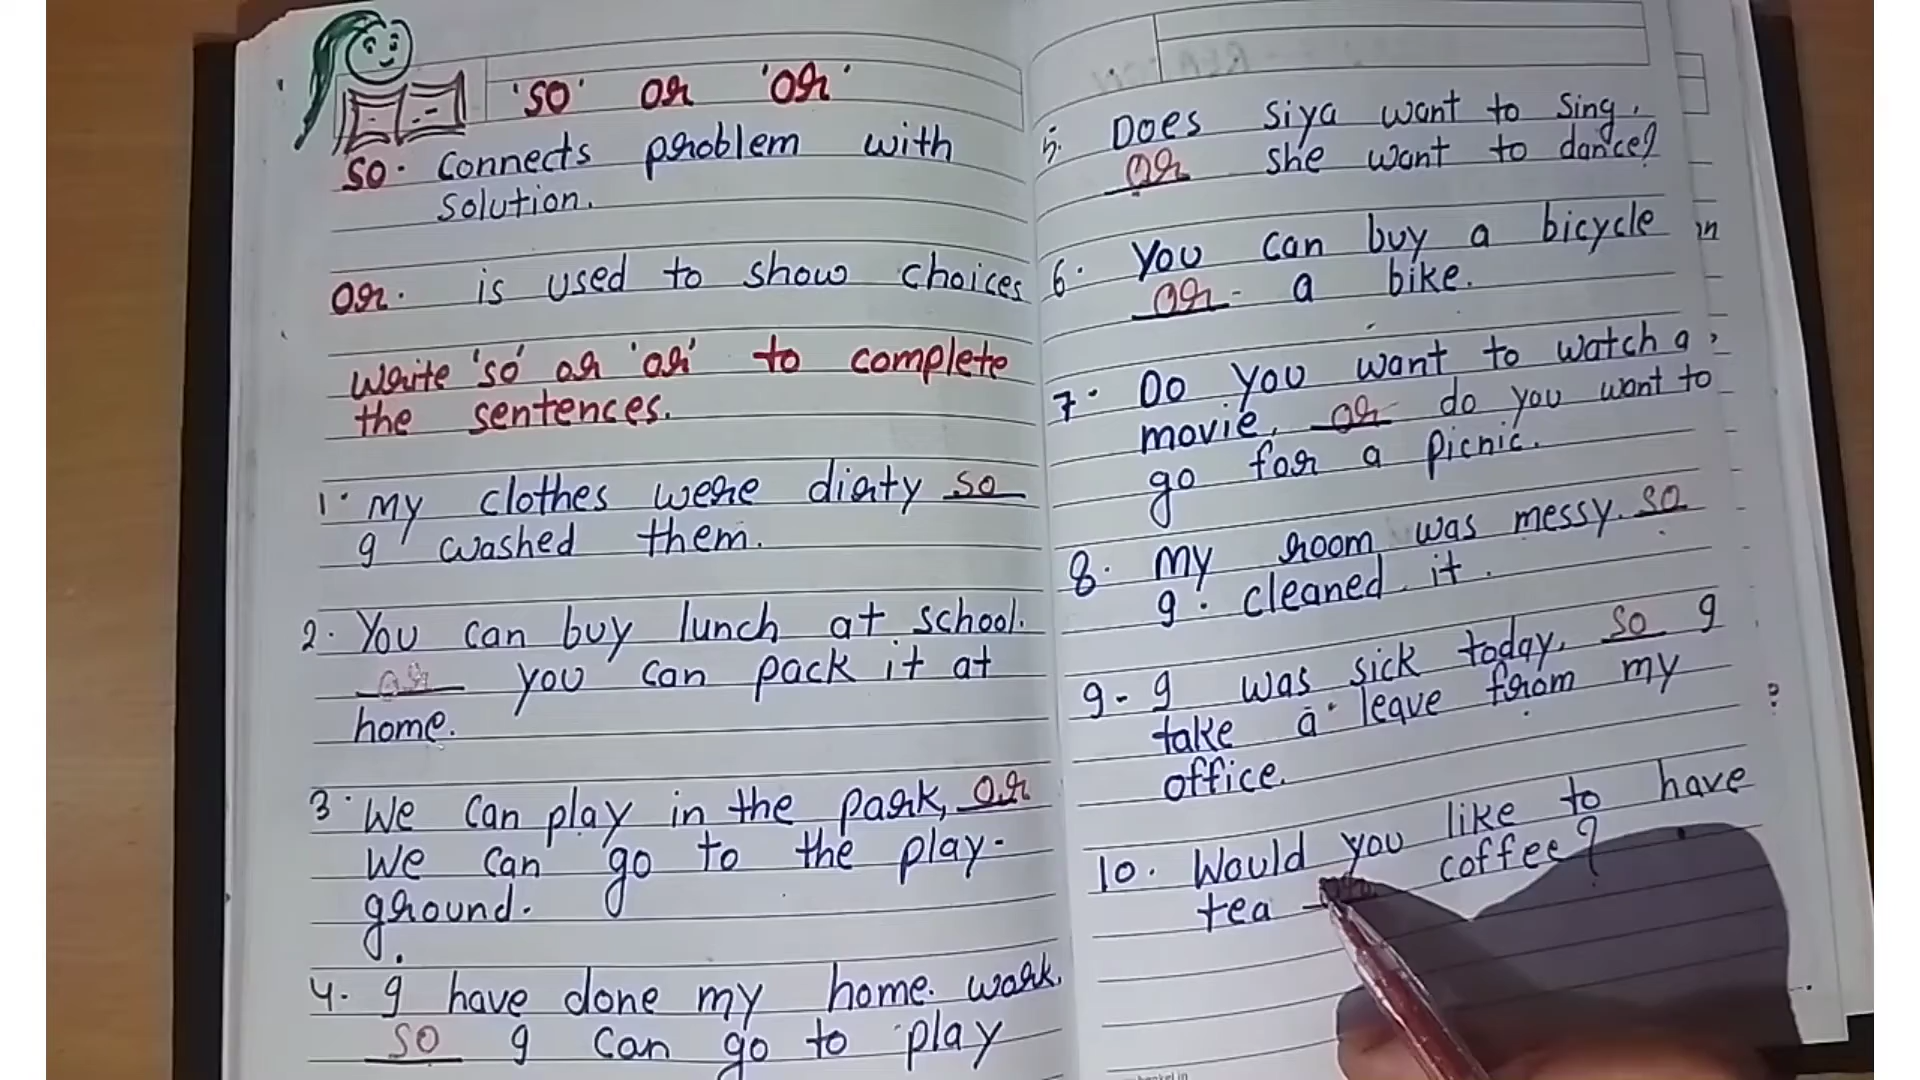 'so' or 'or'
so. connects problem with
solution.
or. is used to show choices
Write 'so' or 'or' to complete
the sentences.
1. My clothes were dirty so
I washed them.
2. You can buy lunch at school.
or you can pack it at
home.
3. We can play in the park, or
we can go to the play-
ground.
4. I have done my home work.
so I can go to play
5. Does siya want to sing,
or she want to dance?
6. You can buy a bicycle
or a bike.
7. Do you want to watch a
movie, or do you want to
go for a picnic.
8. My room was messy. so
I cleaned it.
9. I was sick today, so I
take a leave from my
office.
10. Would you like to have
tea coffee?